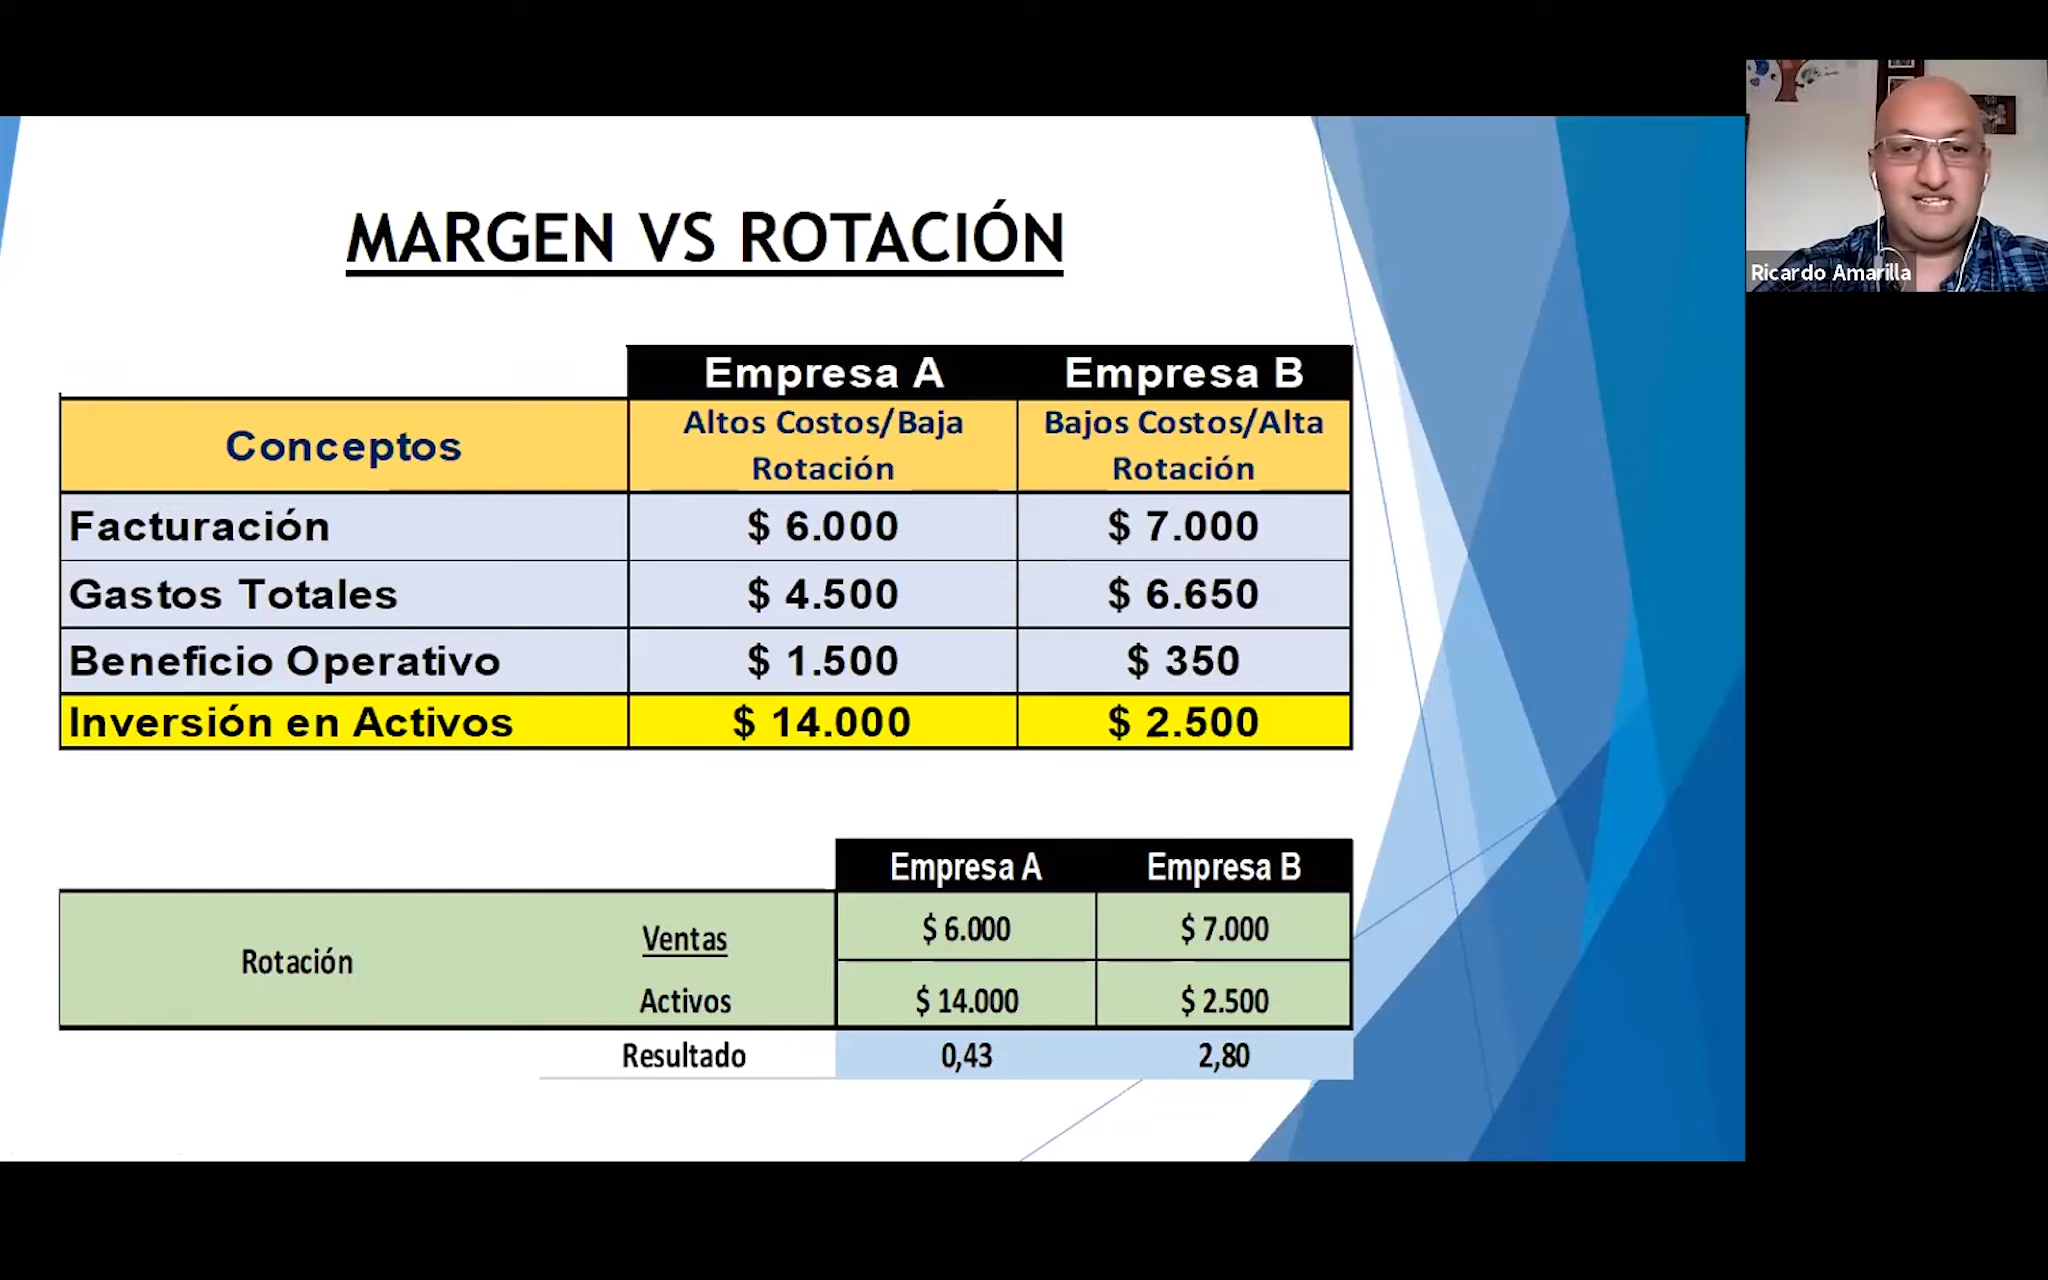 MARGEN VS ROTACIÓN
Ricardo Amarilla
Empresa A Empresa B
Conceptos
Altos Costos/Baja
Rotación
Bajos Costos/Alta
Rotación
Facturación $ 6.000 $ 7.000
Gastos Totales $ 4.500 $ 6.650
Beneficio Operativo $ 1.500 $ 350
Inversión en Activos $ 14.000 $ 2.500
Empresa A Empresa B
Rotación
Ventas $ 6.000 $ 7.000
Activos $ 14.000 $ 2.500
Resultado 0,43 2,80